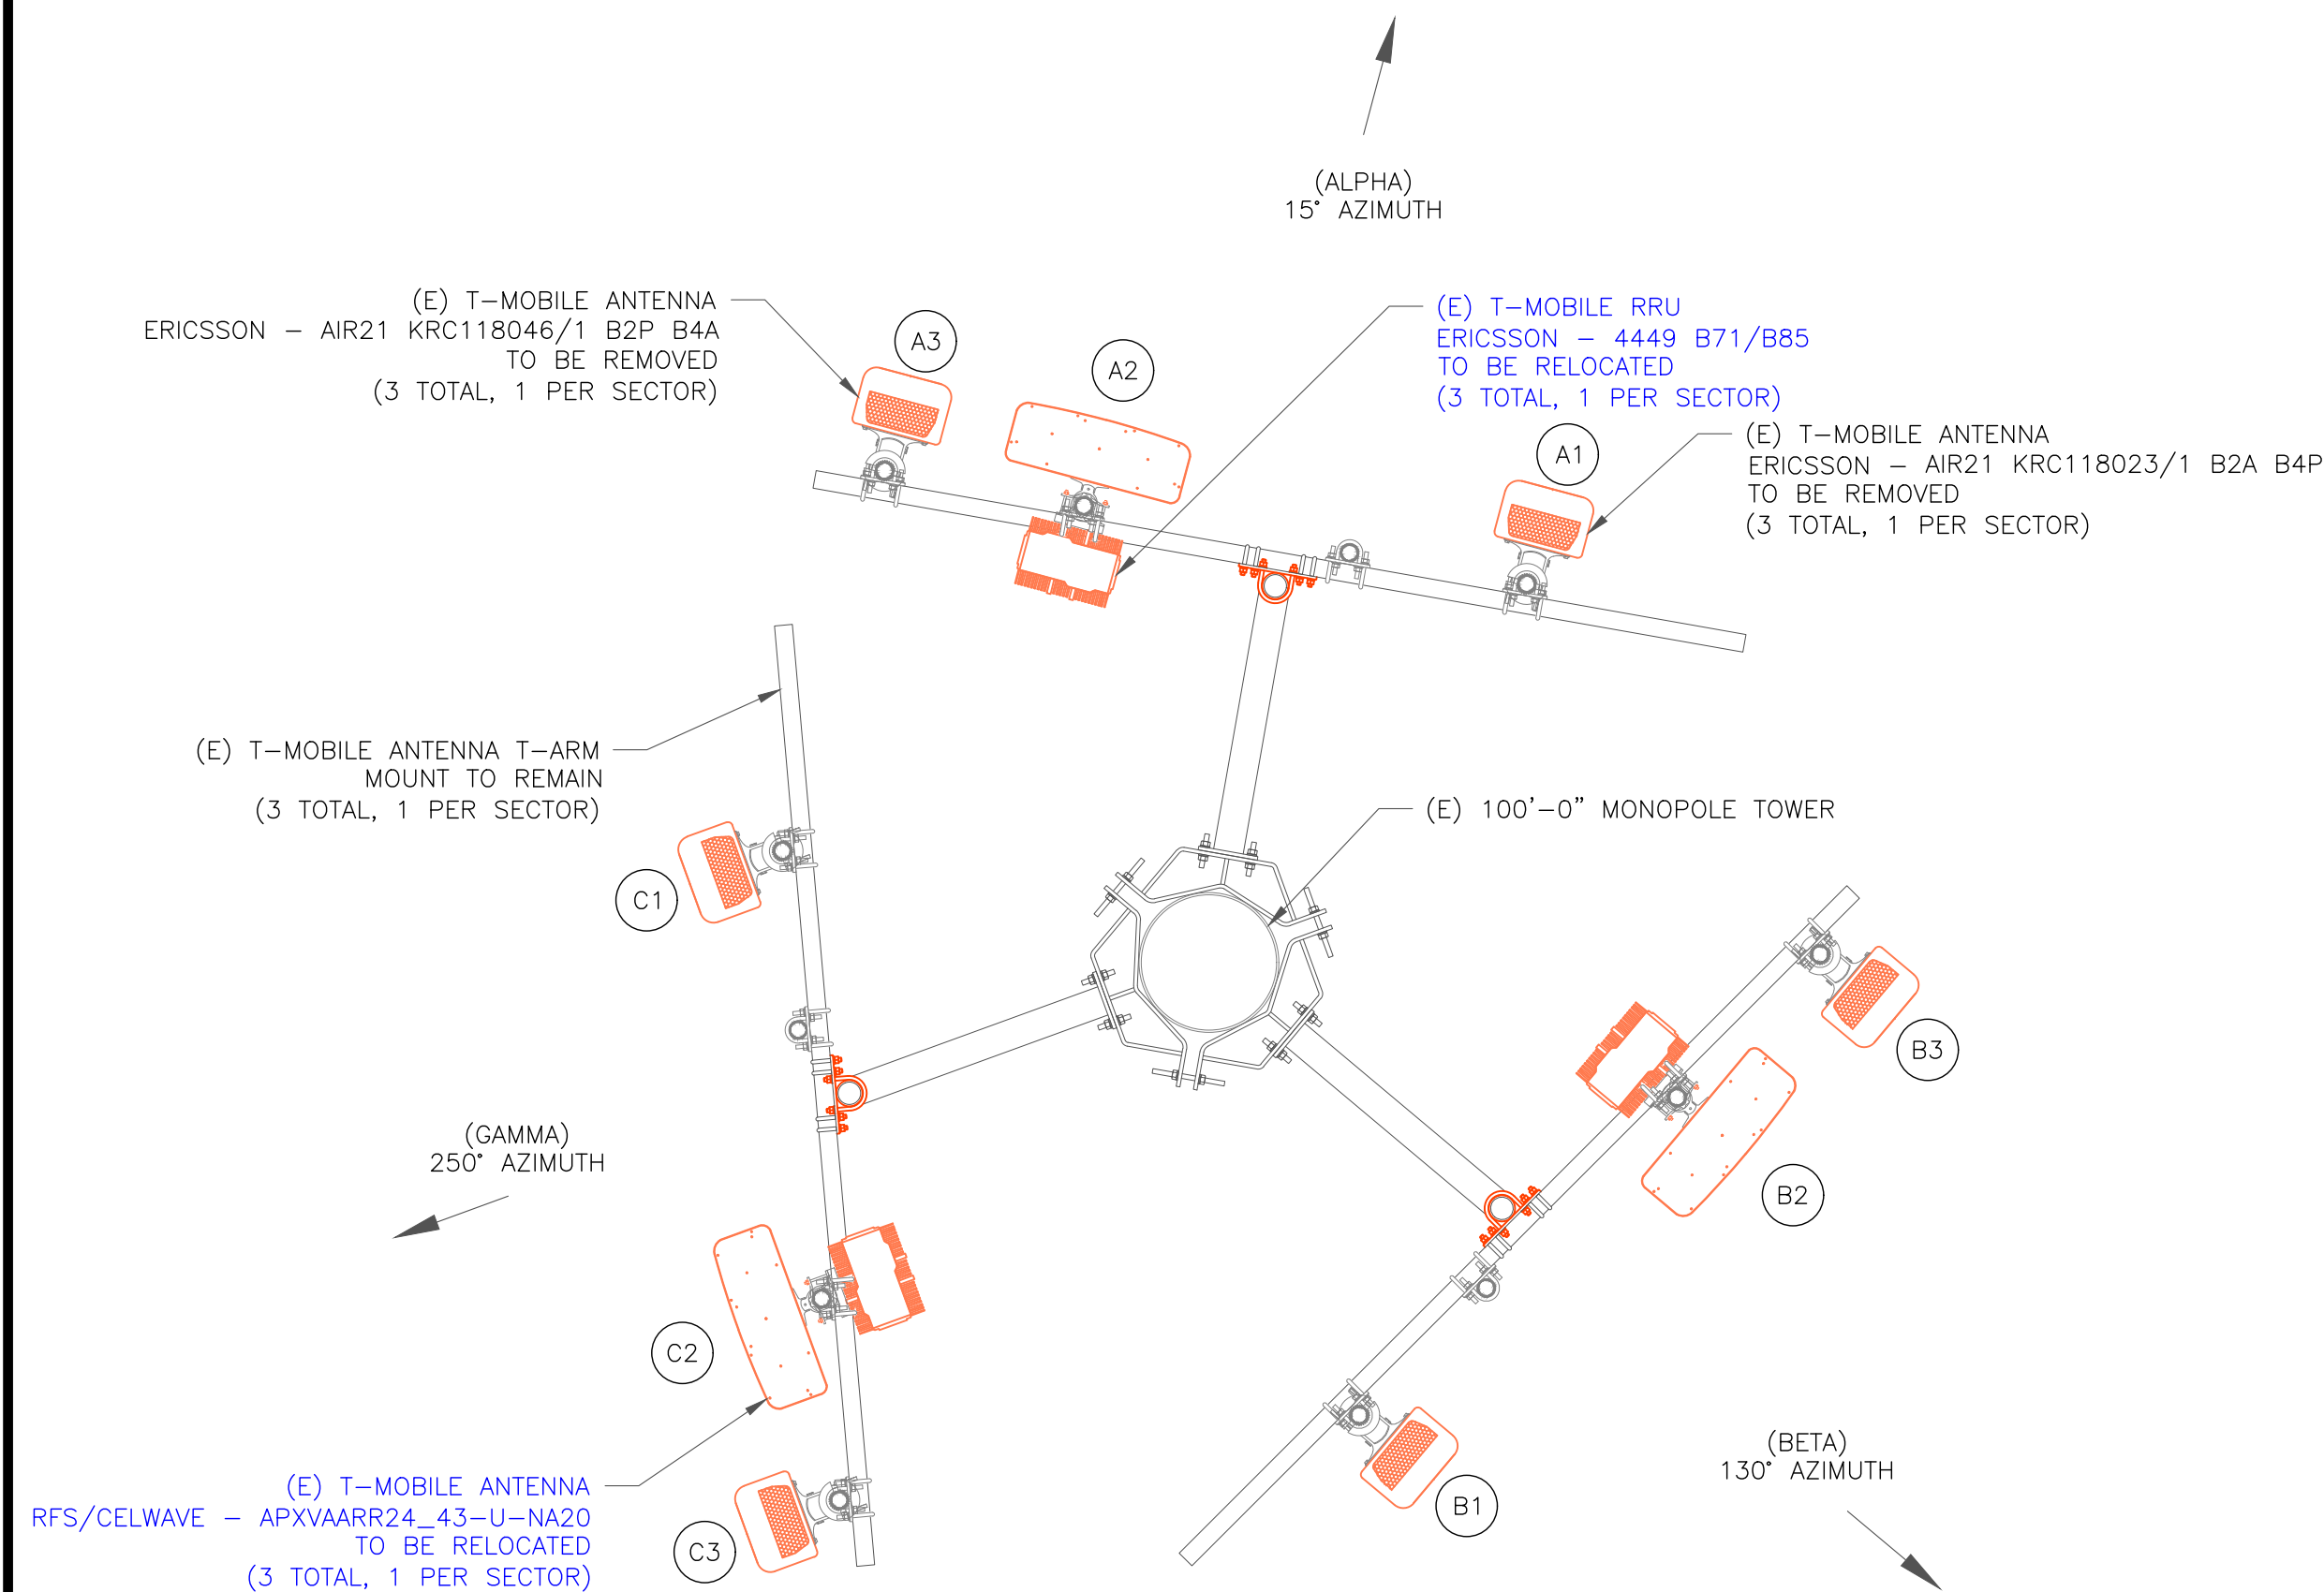 (ALPHA)
15° AZIMUTH
(E) T-MOBILE ANTENNA
ERICSSON - AIR21 KRC118046/1 B2P B4A
TO BE REMOVED
(3 TOTAL, 1 PER SECTOR)
A3
A2
(E) T-MOBILE RRU
ERICSSON - 4449 B71/B85
TO BE RELOCATED
(3 TOTAL, 1 PER SECTOR)
A1
(E) T-MOBILE ANTENNA
ERICSSON - AIR21 KRC118023/1 B2A B4P
TO BE REMOVED
(3 TOTAL, 1 PER SECTOR)
(E) T-MOBILE ANTENNA T-ARM
MOUNT TO REMAIN
(3 TOTAL, 1 PER SECTOR)
(E) 100'-0" MONOPOLE TOWER
C1
B3
(GAMMA)
250° AZIMUTH
B2
C2
(BETA)
130° AZIMUTH
B1
(E) T-MOBILE ANTENNA
RFS/CELWAVE - APXVAARR24_43-U-NA20
TO BE RELOCATED
(3 TOTAL, 1 PER SECTOR)
C3